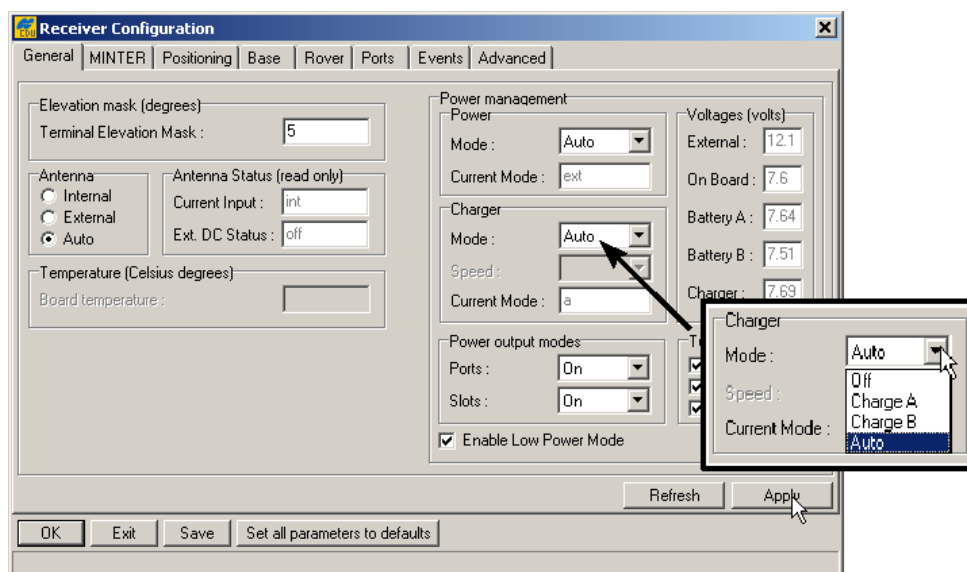 Receiver Configuration
General MINTER Positioning Base Rover Ports Events Advanced
Elevation mask (degrees)
Terminal Elevation Mask : 5
Antenna
Internal
External
Auto
Antenna Status (read only)
Current Input : int
Ext. DC Status : off
Temperature (Celsius degrees)
Board temperature :
Power management
Power
Mode : Auto
Current Mode : ext
Charger
Mode : Auto
Speed :
Current Mode : a
Power output modes
Ports : On
Slots : On
Enable Low Power Mode
Voltages (volts)
External : 12.1
On Board : 7.6
Battery A : 7.64
Battery B : 7.51
Charger : 7.69
Charger
Mode : Auto
Off
Charge A
Charge B
Auto
Speed :
Current Mode :
Refresh Apply
OK Exit Save Set all parameters to defaults